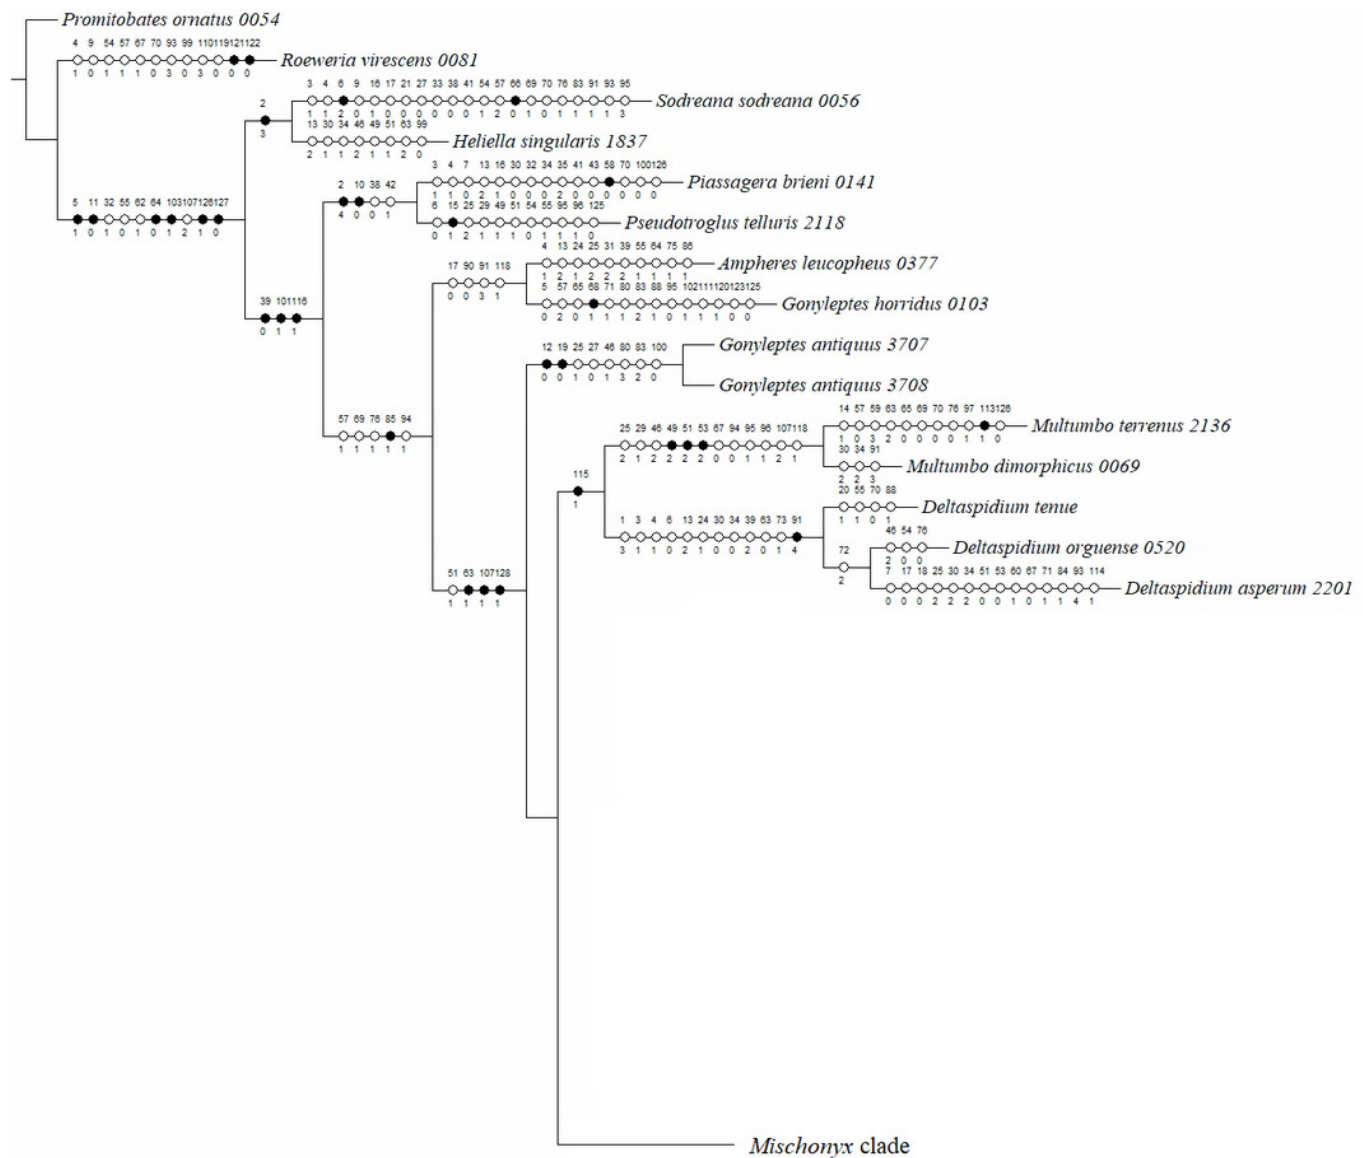 Promitobates ornatus 0054
4 9 54 57 67 70 93 99 110119121122
Roeweria virescens 0081
1 0 1 1 1 0 3 0 3 0 0 0
3 4 6 9 16 17 21 27 33 38 41 54 57 66 69 70 76 83 91 93 95
2
Sodreana sodreana 0056
1 1 2 0 1 0 0 0 0 0 0 1 2 0 1 0 1 1 1 1 3
3
13 30 34 46 49 51 63 99
Heliella singularis 1837
2 1 1 2 1 1 2 0
3 4 7 13 16 30 32 34 35 41 43 58 70 100126
2 10 38 42
Piassagera brieni 0141
1 1 0 2 1 0 0 0 2 0 0 0 0 0 0
5 11 32 55 62 64 103107126127
4 0 0 1
6 15 25 29 49 51 54 55 95 96 125
Pseudotroglus telluris 2118
1 0 1 0 1 0 1 2 1 0
0 1 2 1 1 1 0 1 1 1 0
4 13 24 25 31 39 55 64 75 86
Ampheres leucopheus 0377
17 90 91 118
1 2 1 2 2 2 1 1 1 1
0 0 3 1
5 57 65 68 71 80 83 88 95 102111120123125
Gonyleptes horridus 0103
39 101116
0 2 0 1 1 1 2 1 0 1 1 1 0 0
0 1 1
Gonyleptes antiquus 3707
12 19 25 27 46 80 83 100
0 0 1 0 1 3 2 0
Gonyleptes antiquus 3708
57 69 76 85 94
1 1 1 1 1
14 57 59 63 65 69 70 76 97 113126
Multumbo terrenus 2136
25 29 46 49 51 53 67 94 95 96 107118
1 0 3 2 0 0 0 0 1 1 0
2 1 2 2 2 2 0 0 1 1 2 1
30 34 91
Multumbo dimorphicus 0069
2 2 3
115
1
20 55 70 88
Deltaspidium tenue
1 1 0 1
1 3 4 6 13 24 30 34 39 63 73 91
3 1 1 0 2 1 0 0 2 0 1 4
46 54 76
Deltaspidium orguense 0520
2 0 0
72
2
7 17 18 25 30 34 51 53 60 67 71 84 93 114
Deltaspidium asperum 2201
0 0 0 2 2 2 0 0 1 0 1 1 4 1
51 63 107128
1 1 1 1
Mischonyx clade